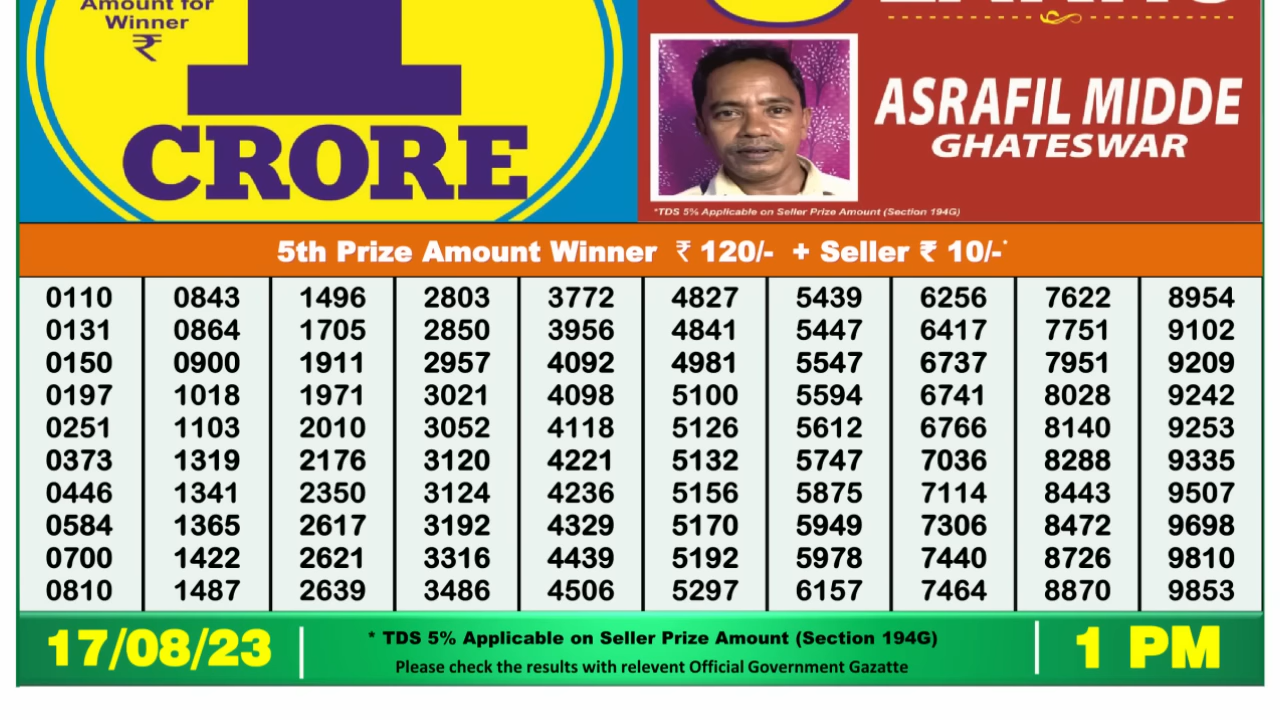 Amount for
Winner
₹
1
CRORE
ASRAFIL MIDDE
GHATESWAR
*TDS 5% Applicable on Seller Prize Amount (Section 194G)
5th Prize Amount Winner ₹ 120/- + Seller ₹ 10/-*
0110 0843 1496 2803 3772 4827 5439 6256 7622 8954
0131 0864 1705 2850 3956 4841 5447 6417 7751 9102
0150 0900 1911 2957 4092 4981 5547 6737 7951 9209
0197 1018 1971 3021 4098 5100 5594 6741 8028 9242
0251 1103 2010 3052 4118 5126 5612 6766 8140 9253
0373 1319 2176 3120 4221 5132 5747 7036 8288 9335
0446 1341 2350 3124 4236 5156 5875 7114 8443 9507
0584 1365 2617 3192 4329 5170 5949 7306 8472 9698
0700 1422 2621 3316 4439 5192 5978 7440 8726 9810
0810 1487 2639 3486 4506 5297 6157 7464 8870 9853
17/08/23
* TDS 5% Applicable on Seller Prize Amount (Section 194G)
Please check the results with relevent Official Government Gazatte
1 PM